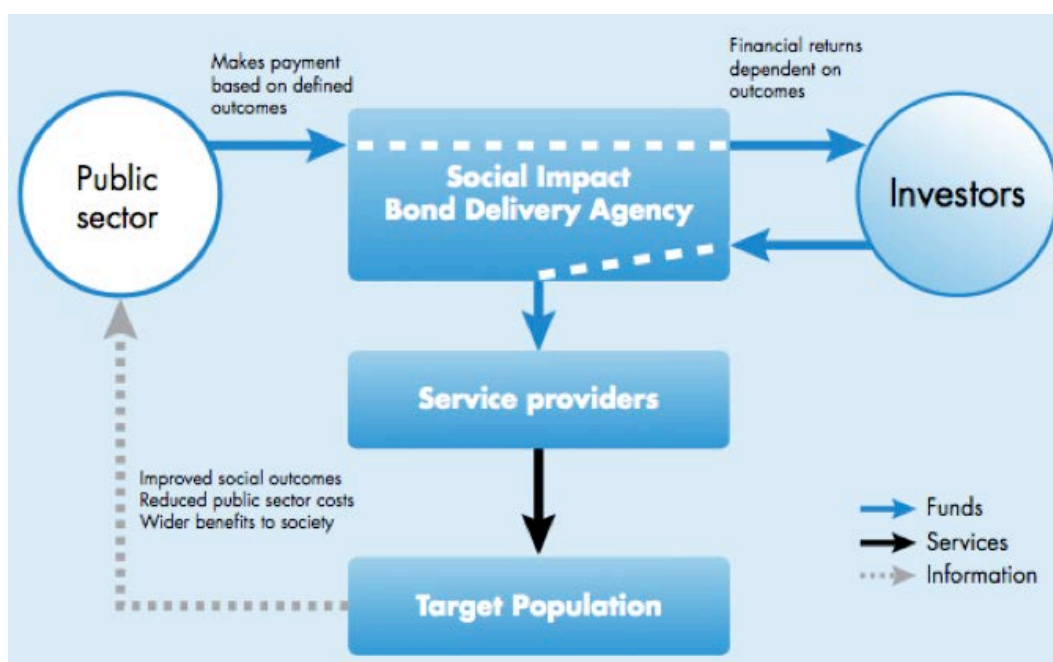 Makes payment
based on defined
outcomes
Financial returns
dependent on
outcomes
Public
sector
Social Impact
Bond Delivery Agency
Investors
Service providers
Improved social outcomes
Reduced public sector costs
Wider benefits to society
Funds
Services
Information
Target Population